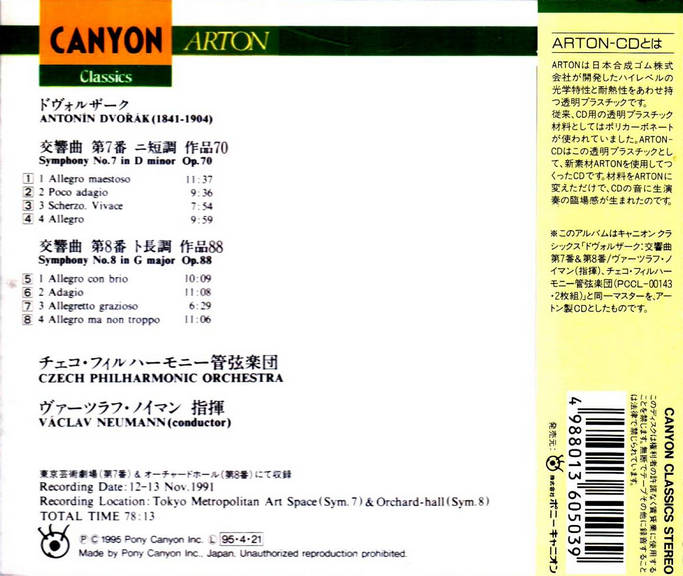 CANYON
Classics
ARTON
ドヴォルザーク
ANTONÍN DVOŘÁK (1841-1904)
交響曲 第7番 ニ短調 作品70
Symphony No.7 in D minor Op.70
1 1 Allegro maestoso 11:37
2 2 Poco adagio 9:36
3 3 Scherzo. Vivace 7:54
4 4 Allegro 9:59
交響曲 第8番 ト長調 作品88
Symphony No.8 in G major Op.88
5 1 Allegro con brio 10:09
6 2 Adagio 11:08
7 3 Allegretto grazioso 6:29
8 4 Allegro ma non troppo 11:06
チェコ・フィルハーモニー管弦楽団
CZECH PHILHARMONIC ORCHESTRA
ヴァーツラフ・ノイマン 指揮
VÁCLAV NEUMANN (conductor)
東京芸術劇場(第7番) & オーチャードホール(第8番)にて収録
Recording Date: 12-13 Nov. 1991
Recording Location: Tokyo Metropolitan Art Space (Sym.7) & Orchard-hall (Sym.8)
TOTAL TIME 78:13
Ⓟ Ⓒ 1995 Pony Canyon Inc. Ⓛ 95・4・21
Made by Pony Canyon Inc., Japan. Unauthorized reproduction prohibited.
ARTON-CDとは
ARTONは日本合成ゴム株式
会社が開発したハイレベルの
光学特性と耐熱性をあわせ持
つ透明プラスチックです。
従来、CD用の透明プラスチック
材料としてはポリカーボネート
が使われていました。ARTON-
CDはこの透明プラスチックとし
て、新素材ARTONを使用してつ
くったCDです。材料をARTONに
変えただけで、CDの音に生演
奏の臨場感が生まれたのです。
※このアルバムはキャニオン クラ
シックス「ドヴォルザーク:交響曲
第7番&第8番/ヴァーツラフ・ノ
イマン(指揮)、チェコ・フィルハー
モニー管弦楽団(PCCL-00143
・2枚組)」と同一マスターを、アー
トン製CDとしたものです。
CANYON CLASSICS STEREO
このディスクは権利者の許諾なく賃貸業に使用する
ことを禁じます。無断でテープその他に録音すること
は法律で禁じられています。
4 988013 605039
発売元: 株式会社 ポニーキャニオン